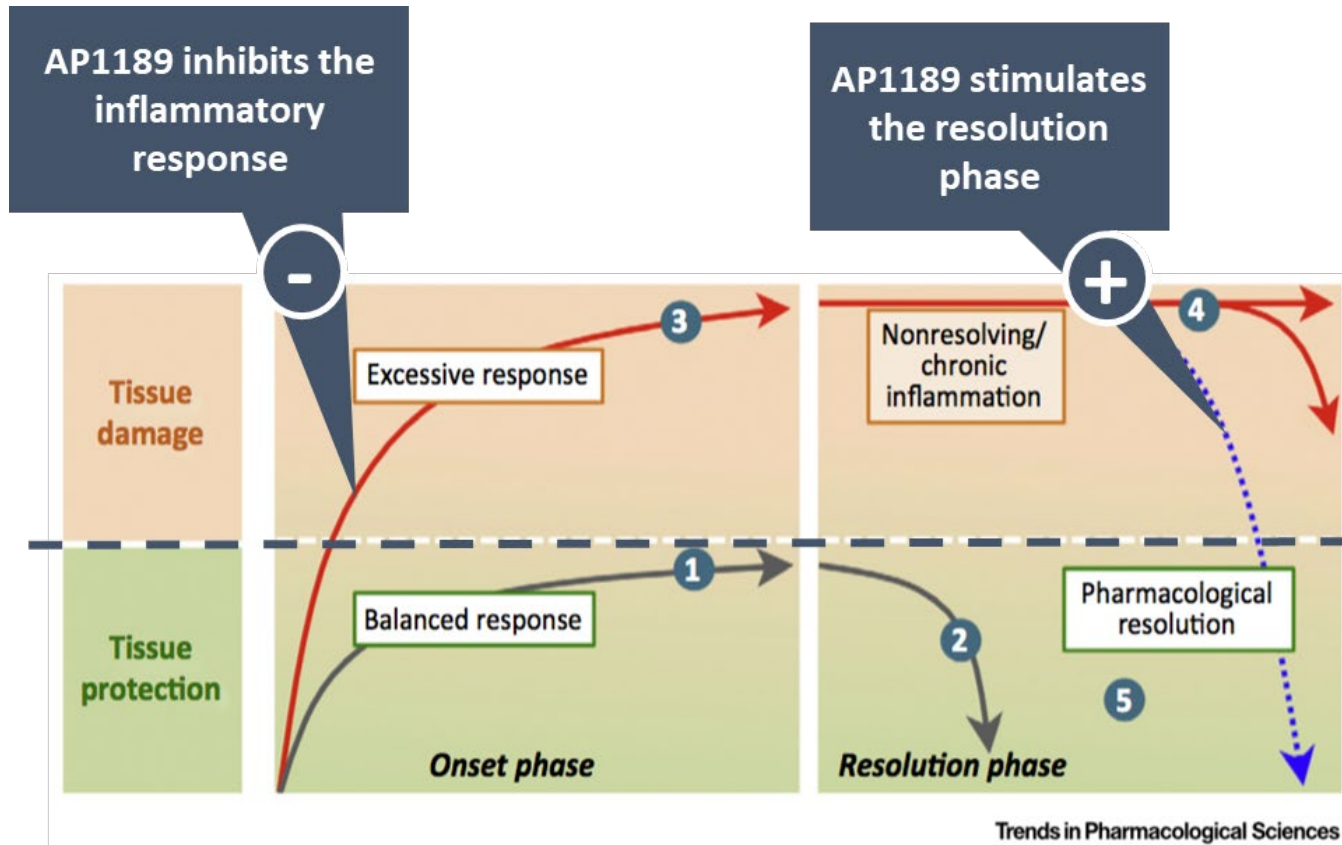 AP1189 inhibits the
inflammatory
response
AP1189 stimulates
the resolution
phase
-
+
Tissue
damage
Excessive response
3
Nonresolving/
chronic
inflammation
4
Tissue
protection
Balanced response
1
2
Pharmacological
resolution
5
Onset phase
Resolution phase
Trends in Pharmacological Sciences